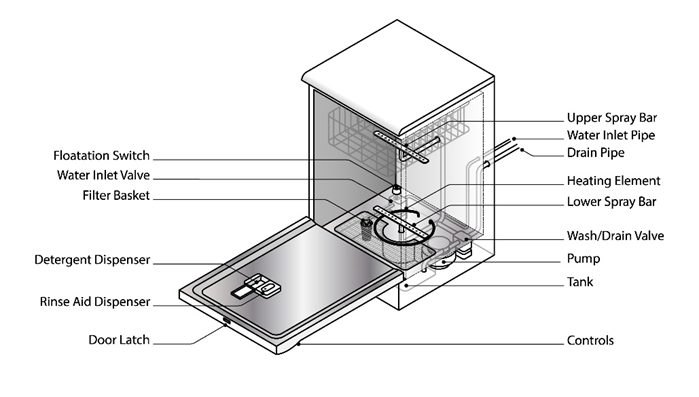 Floatation Switch
Water Inlet Valve
Filter Basket
Detergent Dispenser
Rinse Aid Dispenser
Door Latch
Upper Spray Bar
Water Inlet Pipe
Drain Pipe
Heating Element
Lower Spray Bar
Wash/Drain Valve
Pump
Tank
Controls